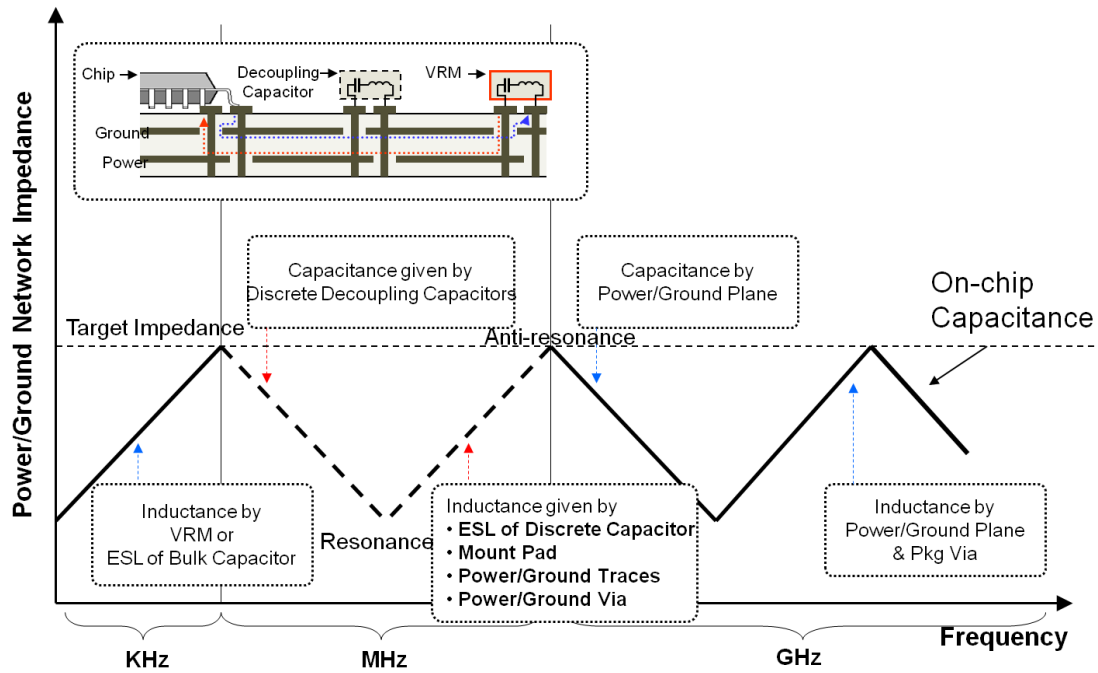 Power/Ground Network Impedance
Chip
Decoupling
Capacitor
VRM
Ground
Power
Capacitance given by
Discrete Decoupling Capacitors
Capacitance by
Power/Ground Plane
On-chip
Capacitance
Target Impedance
Anti-resonance
Inductance by
VRM or
ESL of Bulk Capacitor
Resonance
Inductance given by
• ESL of Discrete Capacitor
• Mount Pad
• Power/Ground Traces
• Power/Ground Via
Inductance by
Power/Ground Plane
& Pkg Via
Frequency
KHz
MHz
GHz